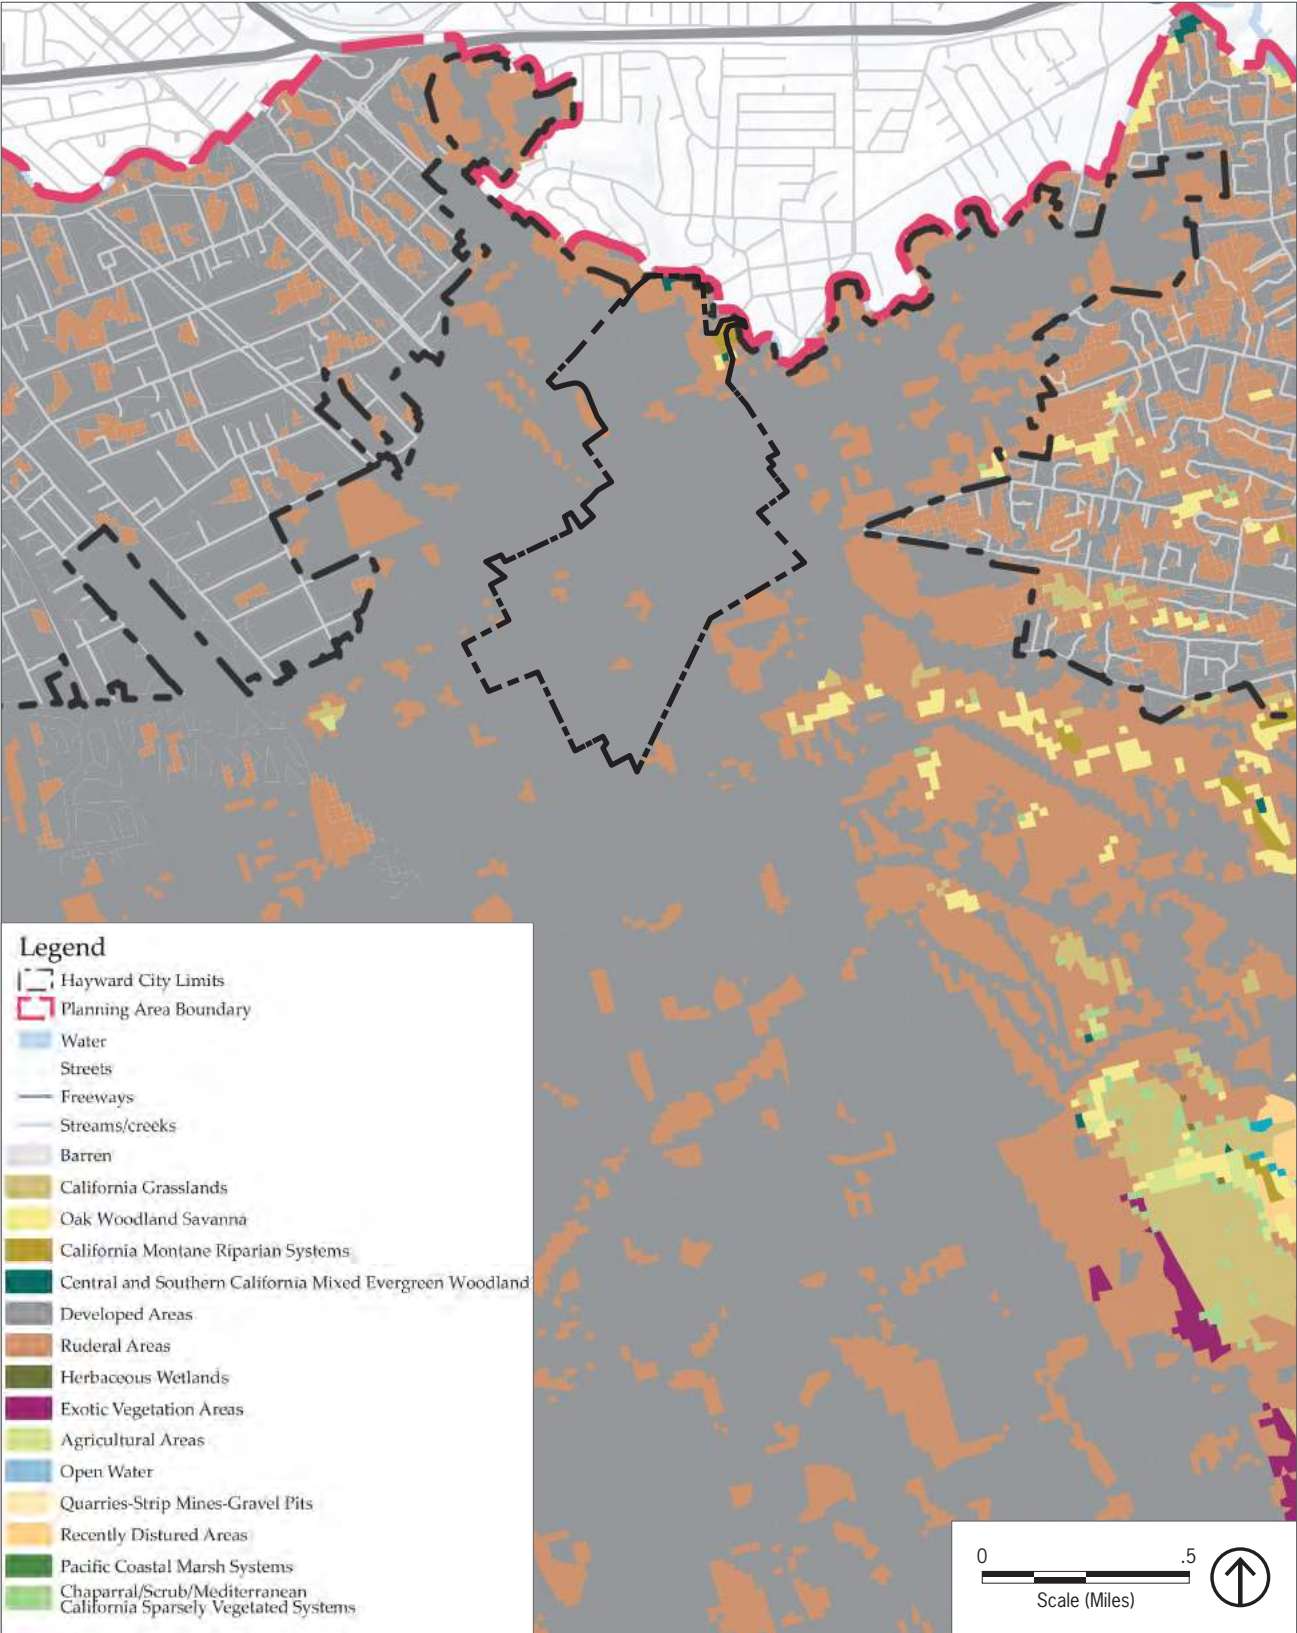 Legend
Hayward City Limits
Planning Area Boundary
Water
Streets
Freeways
Streams/creeks
Barren
California Grasslands
Oak Woodland Savanna
California Montane Riparian Systems
Central and Southern California Mixed Evergreen Woodland
Developed Areas
Ruderal Areas
Herbaceous Wetlands
Exotic Vegetation Areas
Agricultural Areas
Open Water
Quarries-Strip Mines-Gravel Pits
Recently Distured Areas
Pacific Coastal Marsh Systems
Chaparral/Scrub/Mediterranean
California Sparsely Vegetated Systems
0 .5
Scale (Miles)